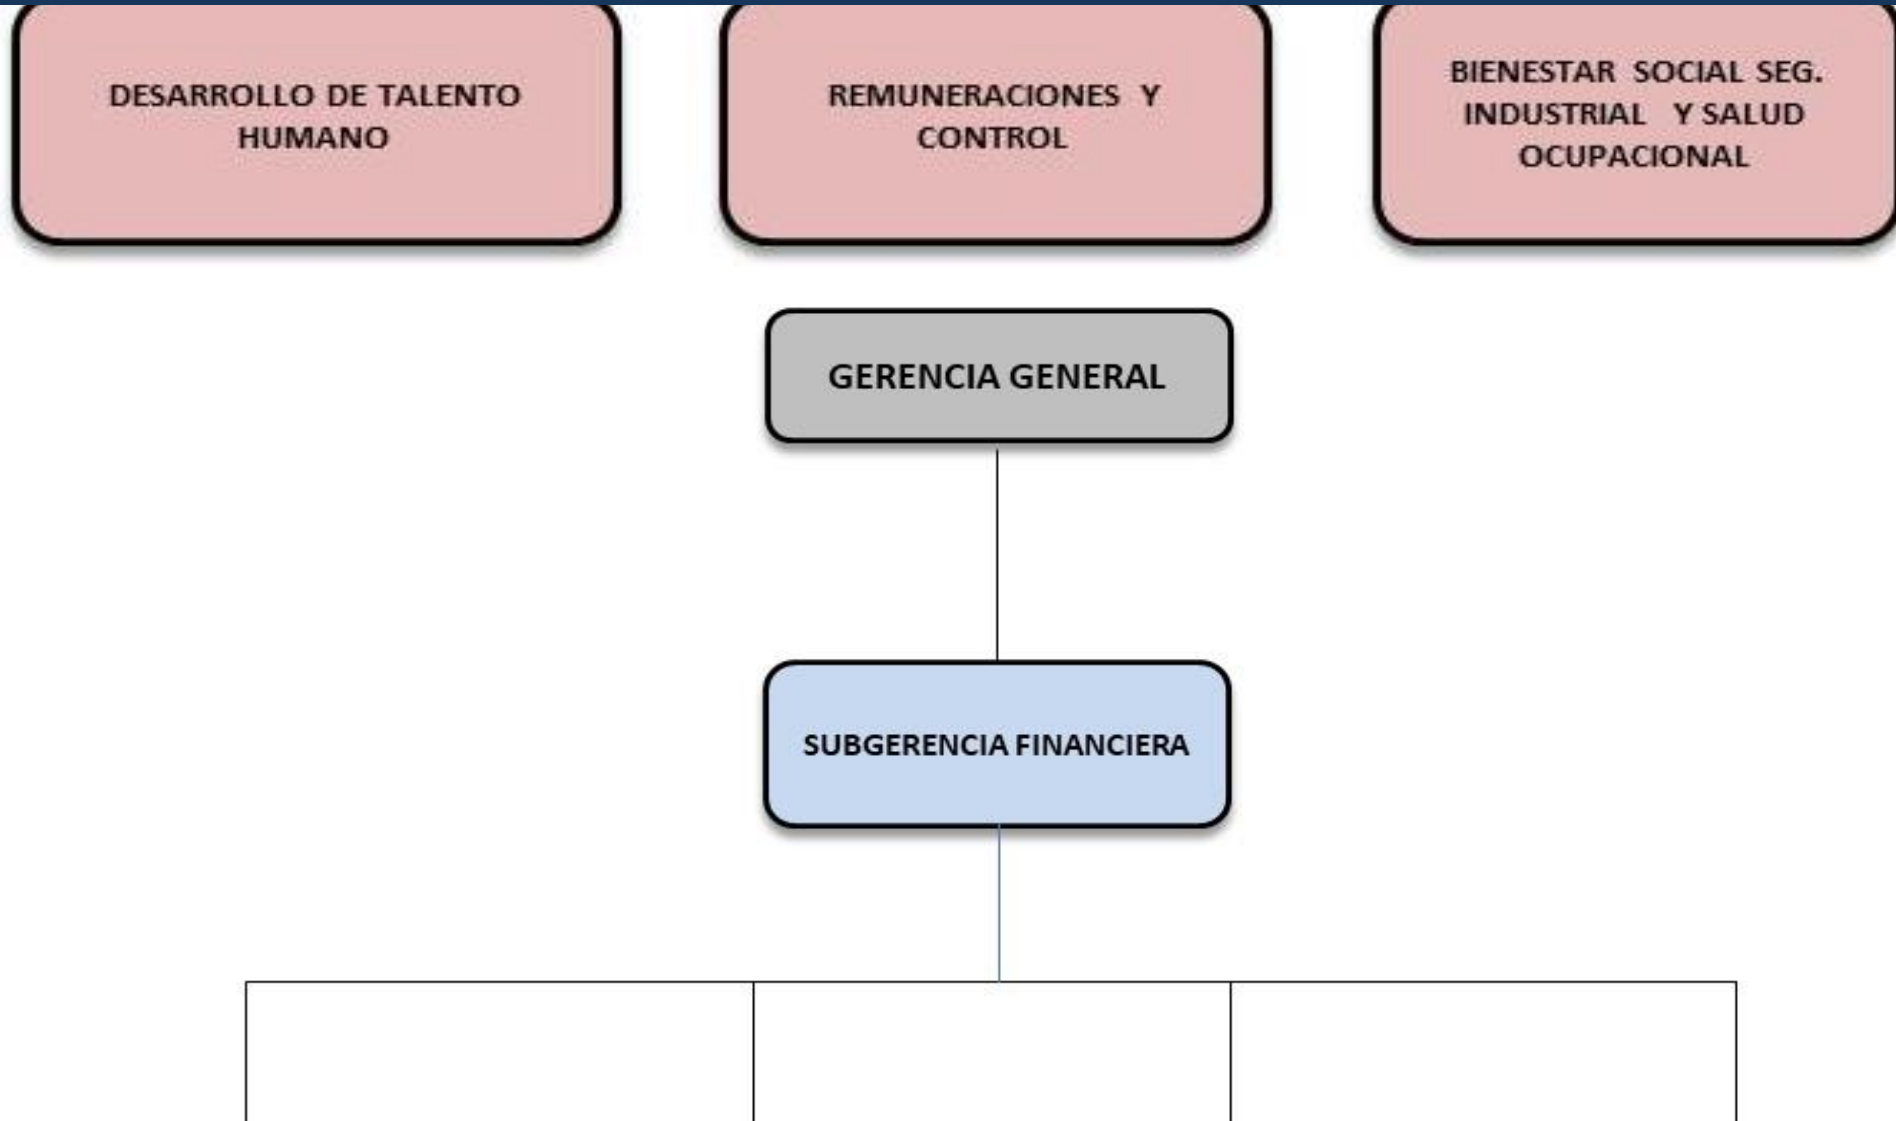 DESARROLLO DE TALENTO
HUMANO
REMUNERACIONES Y
CONTROL
BIENESTAR SOCIAL SEG.
INDUSTRIAL Y SALUD
OCUPACIONAL
GERENCIA GENERAL
SUBGERENCIA FINANCIERA